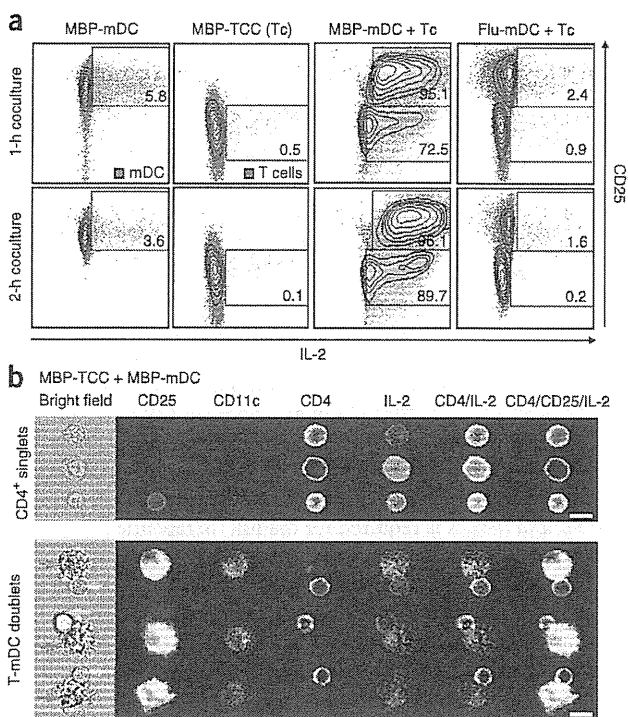 a
MBP-mDC MBP-TCC (Tc) MBP-mDC + Tc Flu-mDC + Tc
1-h coculture
5.8
0.5
95.1
72.5
2.4
0.9
mDC
T cells
CD25
2-h coculture
3.6
0.1
96.1
89.7
1.6
0.2
IL-2
b MBP-TCC + MBP-mDC
Bright field CD25 CD11c CD4 IL-2 CD4/IL-2 CD4/CD25/IL-2
CD4+ singlets
T-mDC doublets